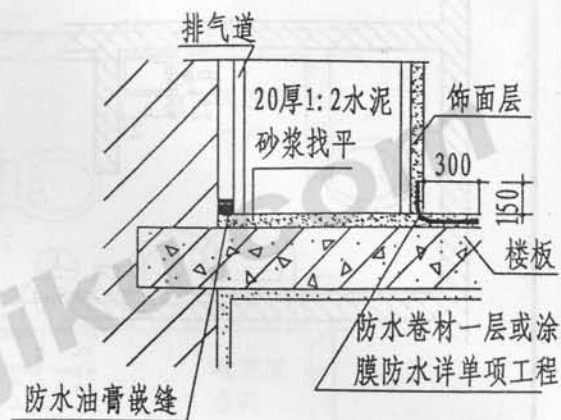 排气道
20厚1:2水泥
砂浆找平
饰面层
300
150
楼板
防水卷材一层或涂
膜防水详单项工程
防水油膏嵌缝